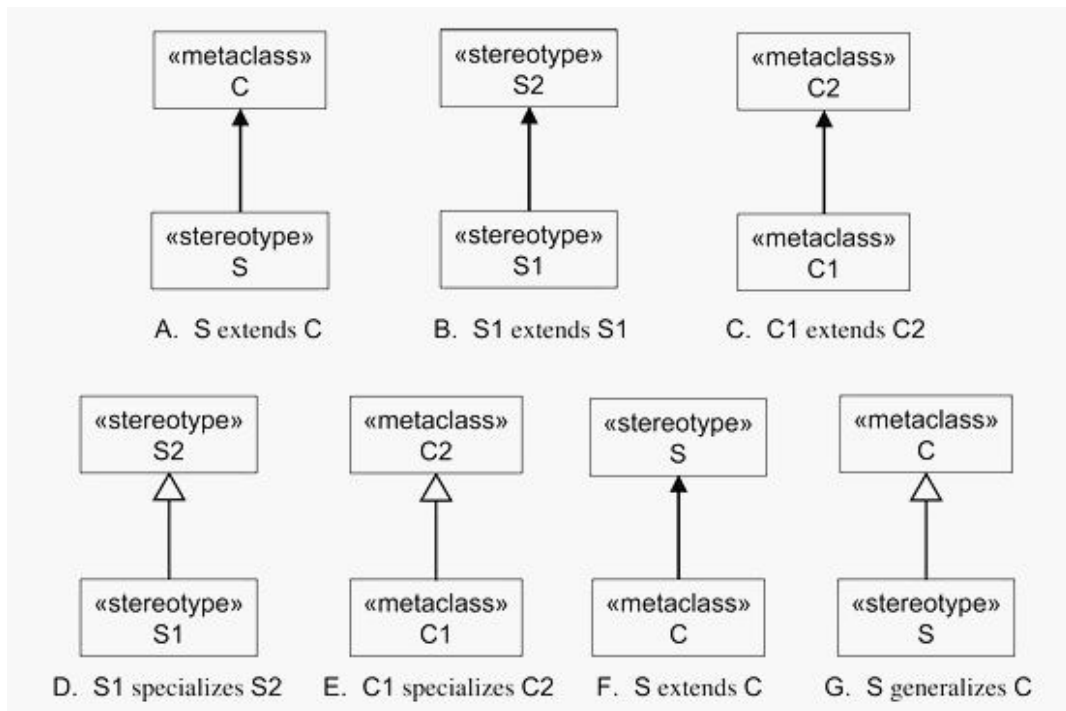 «metaclass»
C
«stereotype»
S2
«metaclass»
C2
«stereotype»
S
«stereotype»
S1
«metaclass»
C1
A. S extends C
B. S1 extends S1
C. C1 extends C2
«stereotype»
S2
«metaclass»
C2
«stereotype»
S
«metaclass»
C
«stereotype»
S1
«metaclass»
C1
«metaclass»
C
«stereotype»
S
D. S1 specializes S2
E. C1 specializes C2
F. S extends C
G. S generalizes C